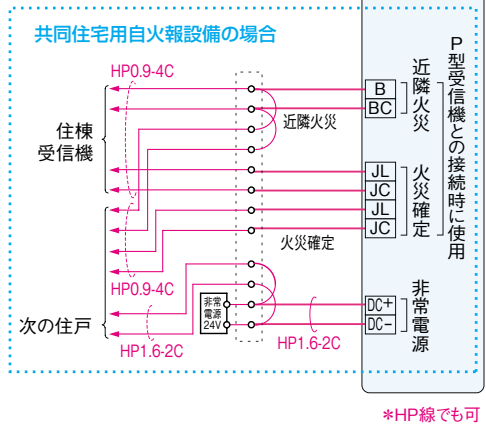 共同住宅用自火報設備の場合
HP0.9-4C
住棟
受信機
近隣火災
B
BC
近隣火災
P型受信機との接続時に使用
JL
JC
JL
JC
火災確定
火災確定
HP0.9-4C
次の住戸
HP1.6-2C
非常
電源
24V
HP1.6-2C
DC+
DC-
非常電源
*HP線でも可